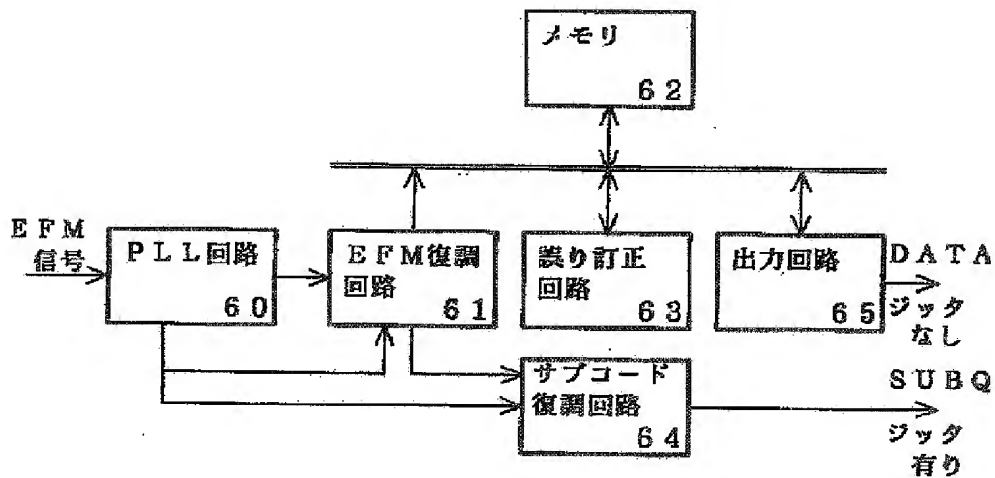 メモリ
62
EFM
信号
PLL回路
60
EFM復調
回路
61
誤り訂正
回路
63
出力回路
65
DATA
ジッタ
なし
サブコード
復調回路
64
SUBQ
ジッタ
有り